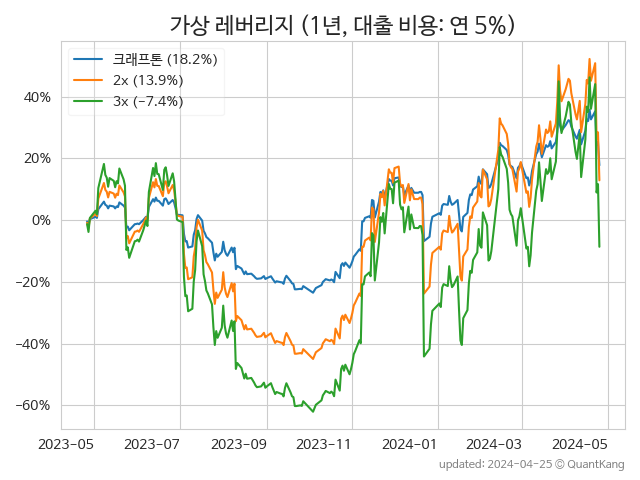 가상 레버리지 (1년, 대출 비용: 연 5%)
크래프톤 (18.2%)
2x (13.9%)
3x (−7.4%)
40%
20%
0%
−20%
−40%
−60%
2023-05 2023-07 2023-09 2023-11 2024-01 2024-03 2024-05
updated: 2024-04-25 © QuantKang